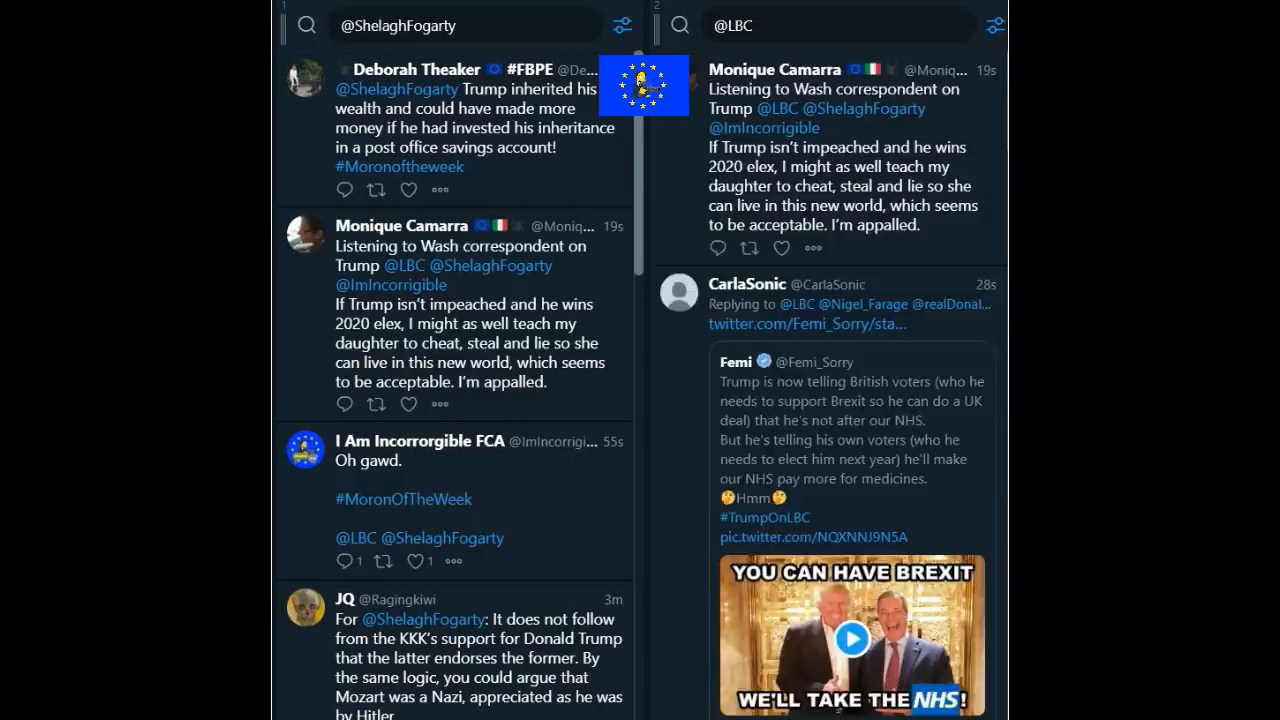 1
@ShelaghFogarty
Deborah Theaker #FBPE @De...
@ShelaghFogarty Trump inherited his
wealth and could have made more
money if he had invested his inheritance
in a post office savings account!
#Moronoftheweek
Monique Camarra @Moniq... 19s
Listening to Wash correspondent on
Trump @LBC @ShelaghFogarty
@ImIncorrigible
If Trump isn't impeached and he wins
2020 elex, I might as well teach my
daughter to cheat, steal and lie so she
can live in this new world, which seems
to be acceptable. I'm appalled.
I Am Incorrorgible FCA @ImIncorrigi... 55s
Oh gawd.
#MoronOfTheWeek
@LBC @ShelaghFogarty
1 1
JQ @Ragingkiwi 3m
For @ShelaghFogarty: It does not follow
from the KKK's support for Donald Trump
that the latter endorses the former. By
the same logic, you could argue that
Mozart was a Nazi, appreciated as he was
by Hitler
2
@LBC
Monique Camarra @Moniq... 19s
Listening to Wash correspondent on
Trump @LBC @ShelaghFogarty
@ImIncorrigible
If Trump isn't impeached and he wins
2020 elex, I might as well teach my
daughter to cheat, steal and lie so she
can live in this new world, which seems
to be acceptable. I'm appalled.
CarlaSonic @CarlaSonic 28s
Replying to @LBC @Nigel_Farage @realDonal...
twitter.com/Femi_Sorry/sta...
Femi @Femi_Sorry
Trump is now telling British voters (who he
needs to support Brexit so he can do a UK
deal) that he's not after our NHS.
But he's telling his own voters (who he
needs to elect him next year) he'll make
our NHS pay more for medicines.
🤔Hmm🤔
#TrumpOnLBC
pic.twitter.com/NQXNNJ9N5A
YOU CAN HAVE BREXIT
WE'LL TAKE THE NHS!